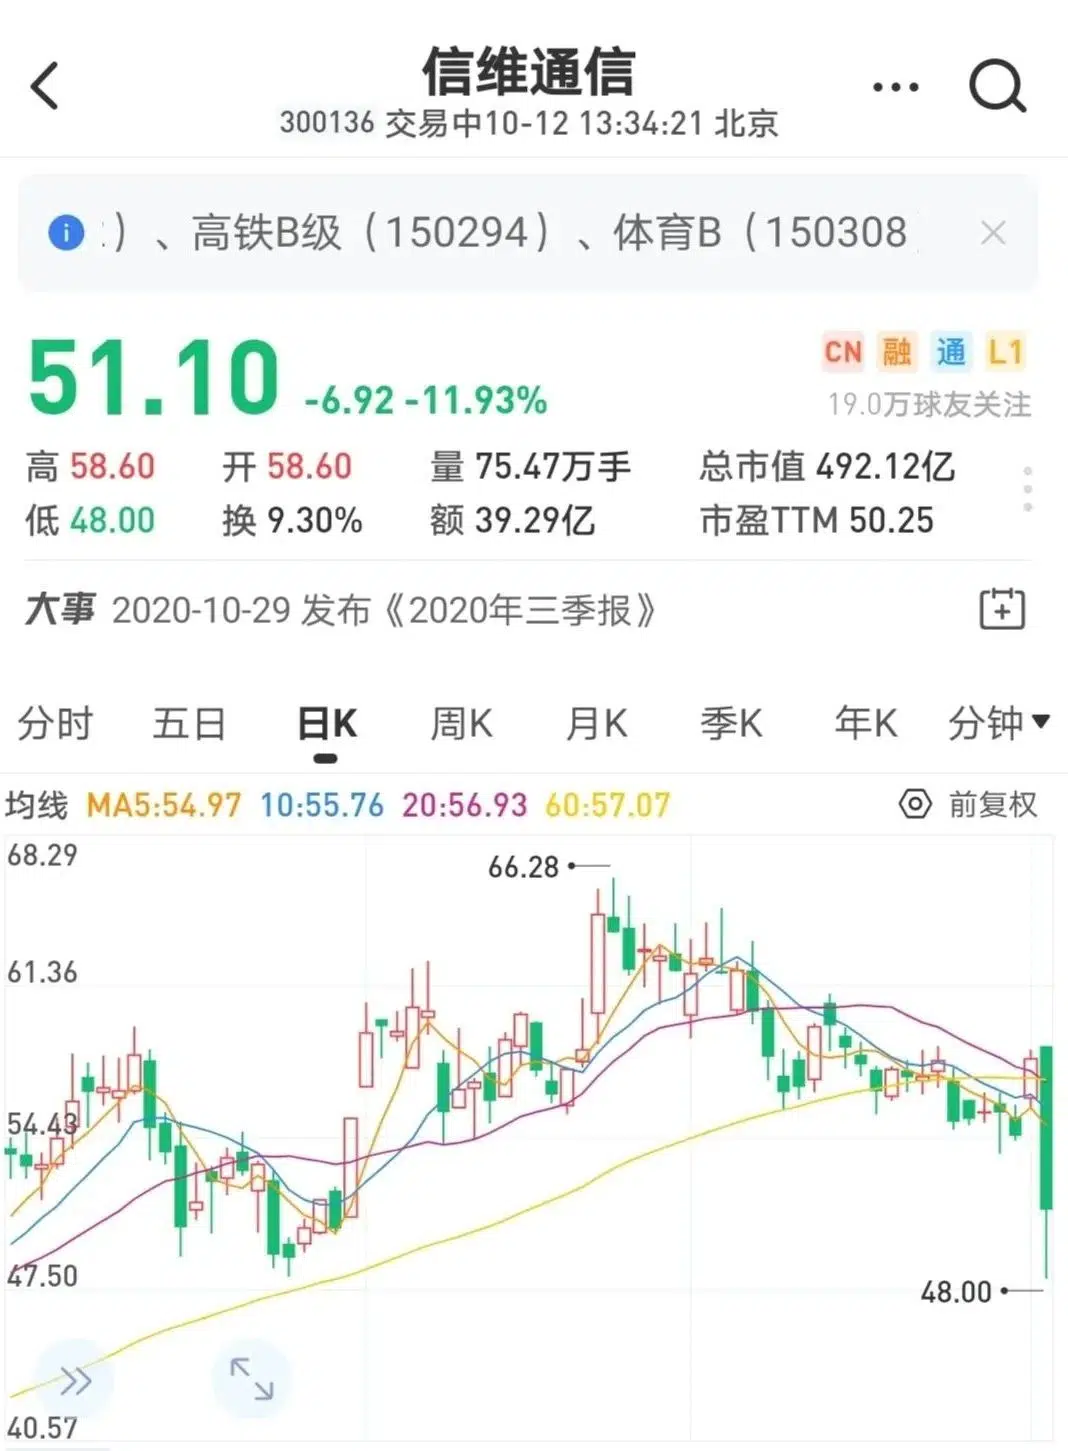 信维通信
300136 交易中10-12 13:34:21 北京
）、高铁B级（150294）、体育B（150308
51.10 -6.92 -11.93%
CN 融 通 L1
19.0万球友关注
高 58.60 开 58.60 量 75.47万手 总市值 492.12亿
低 48.00 换 9.30% 额 39.29亿 市盈TTM 50.25
大事 2020-10-29 发布《2020年三季报》
分时 五日 日K 周K 月K 季K 年K 分钟
均线 MA5:54.97 10:55.76 20:56.93 60:57.07 前复权
68.29
66.28
61.36
54.43
47.50
48.00
40.57